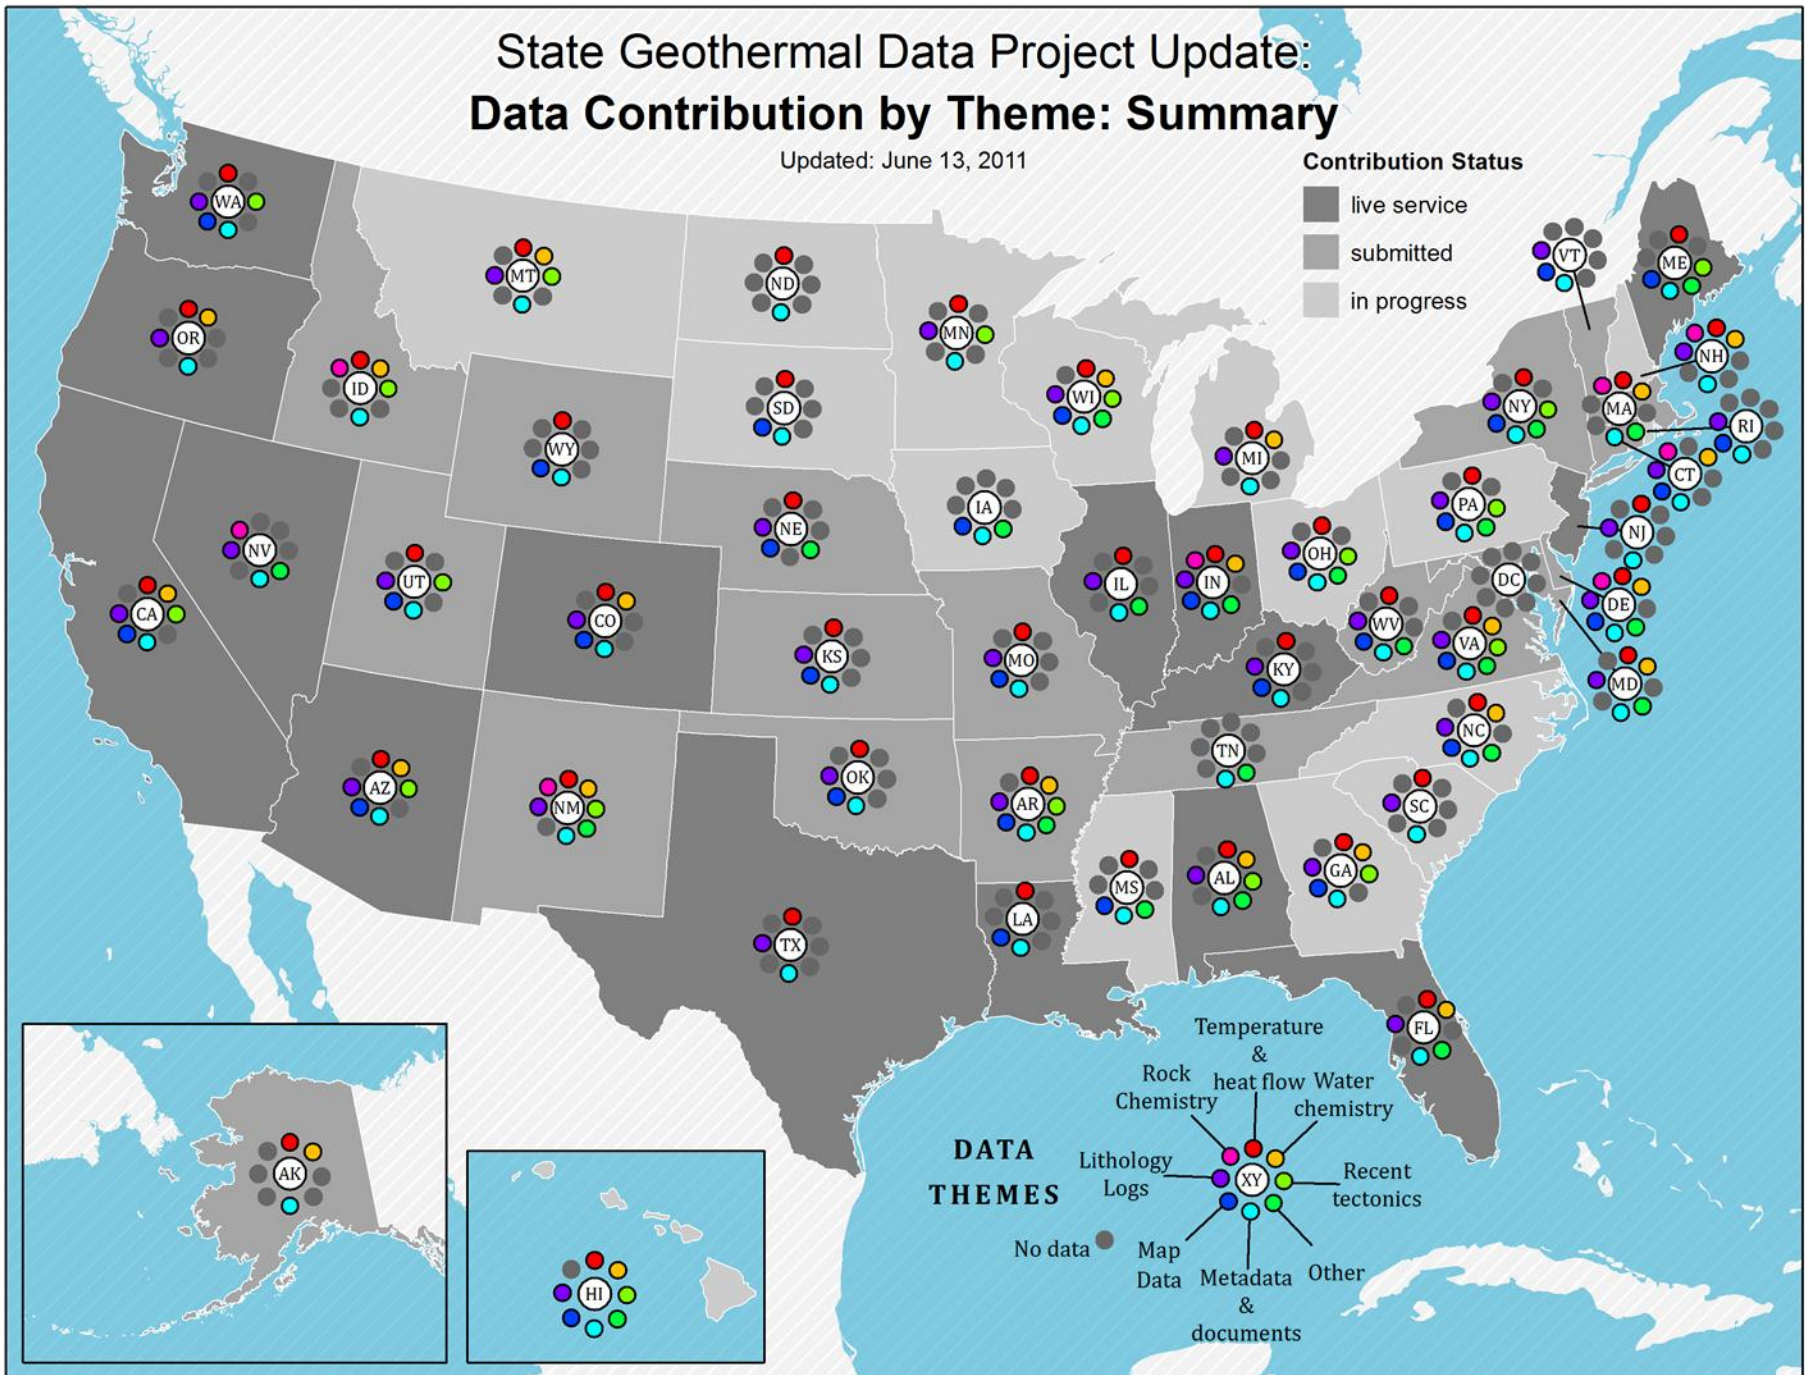 State Geothermal Data Project Update:
Data Contribution by Theme: Summary
Updated: June 13, 2011
Contribution Status
live service
submitted
in progress
WA
MT
ND
MN
VT
ME
OR
ID
SD
WI
NY
MA
NH
RI
WY
MI
CT
NV
UT
NE
IA
PA
NJ
CA
CO
IL
IN
OH
DC
DE
KS
MO
KY
WV
VA
MD
AZ
NM
OK
AR
TN
NC
SC
TX
LA
MS
AL
GA
FL
AK
HI
Temperature
&
heat flow
Rock
Chemistry
Water
chemistry
DATA
THEMES
Lithology
Logs
XY
Recent
tectonics
No data
Map
Data
Metadata
&
documents
Other